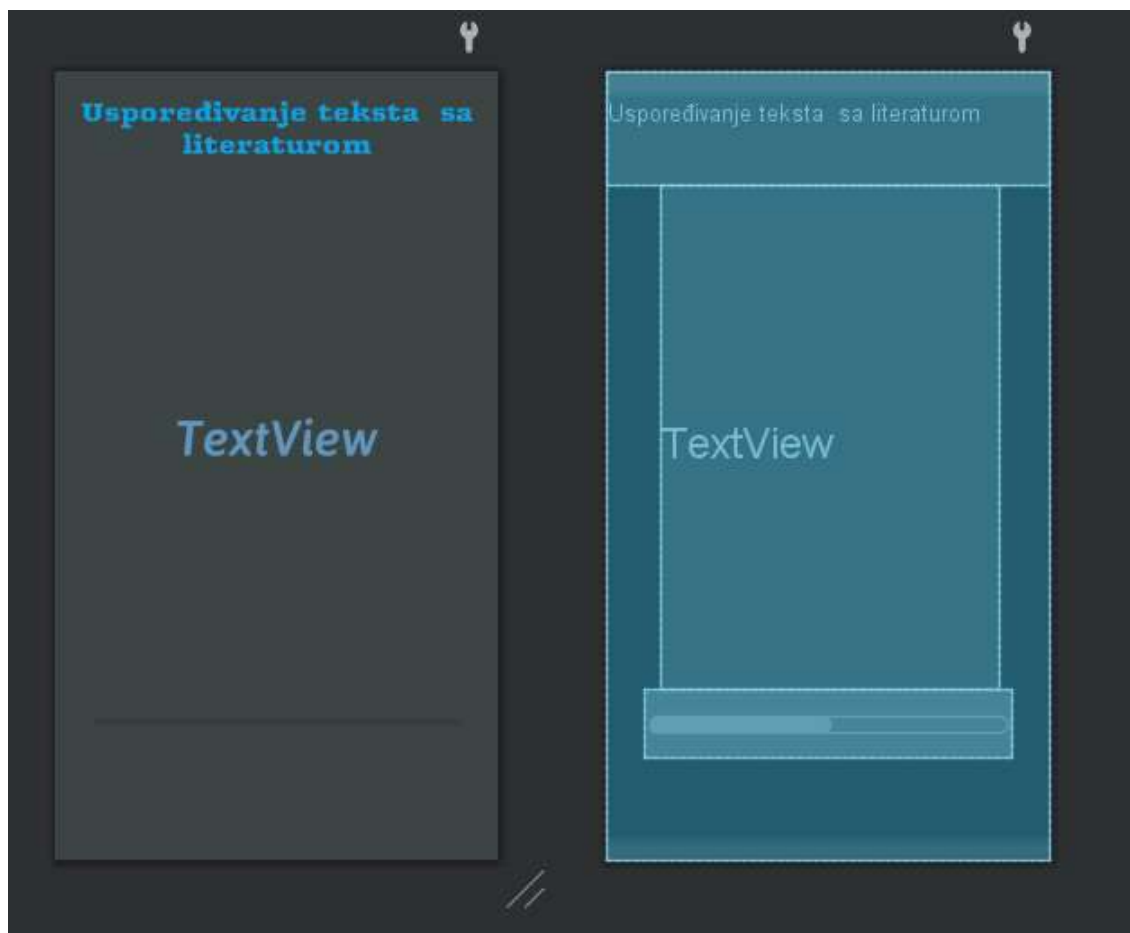 Uspoređivanje teksta  sa
literaturom
TextView
Uspoređivanje teksta  sa literaturom
TextView